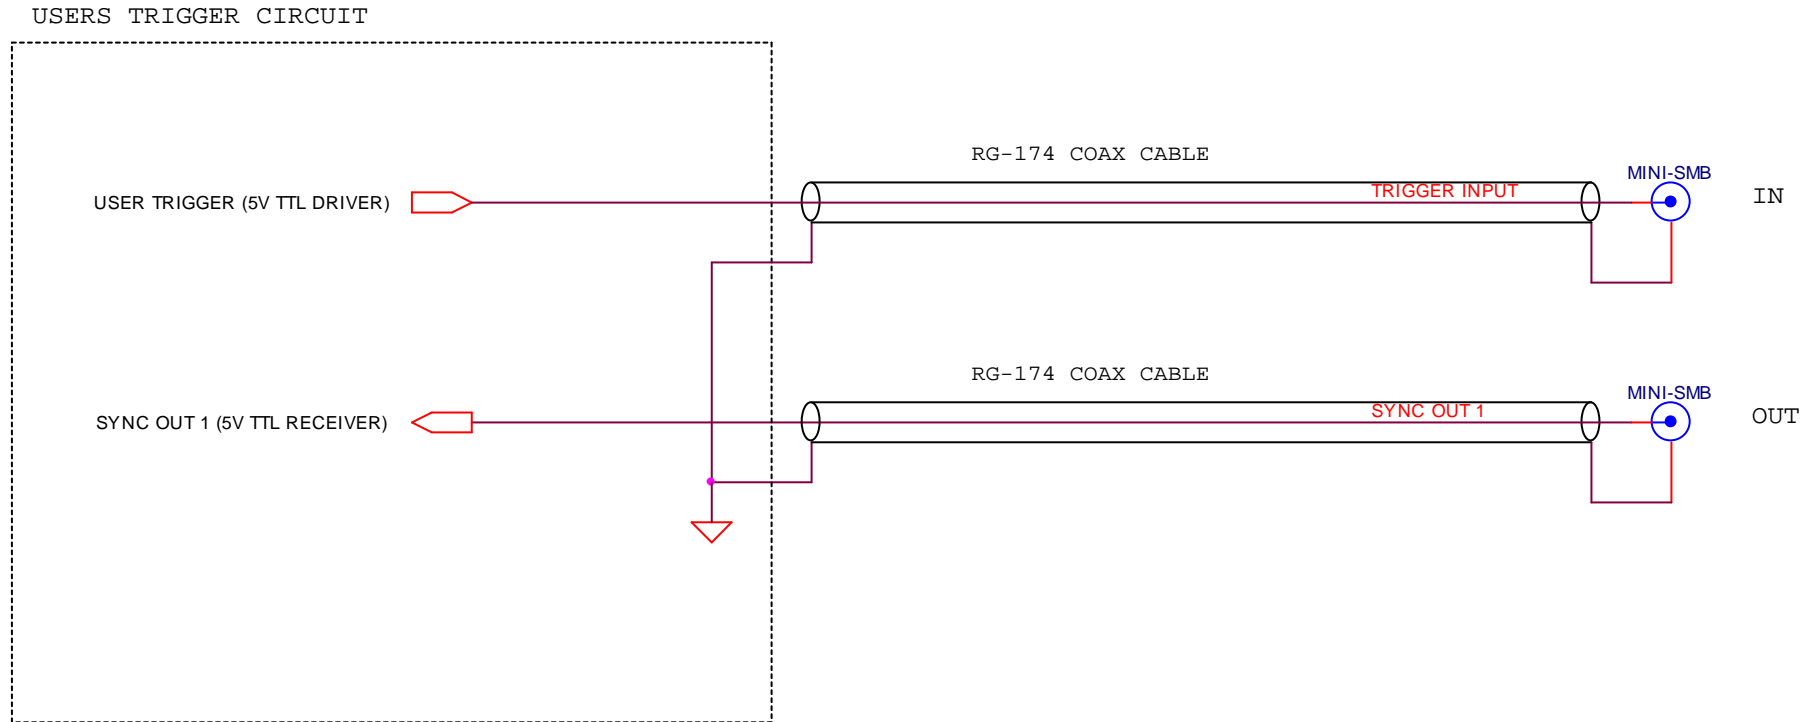 USERS TRIGGER CIRCUIT
RG-174 COAX CABLE
MINI-SMB
TRIGGER INPUT
IN
USER TRIGGER (5V TTL DRIVER)
RG-174 COAX CABLE
MINI-SMB
SYNC OUT 1
OUT
SYNC OUT 1 (5V TTL RECEIVER)